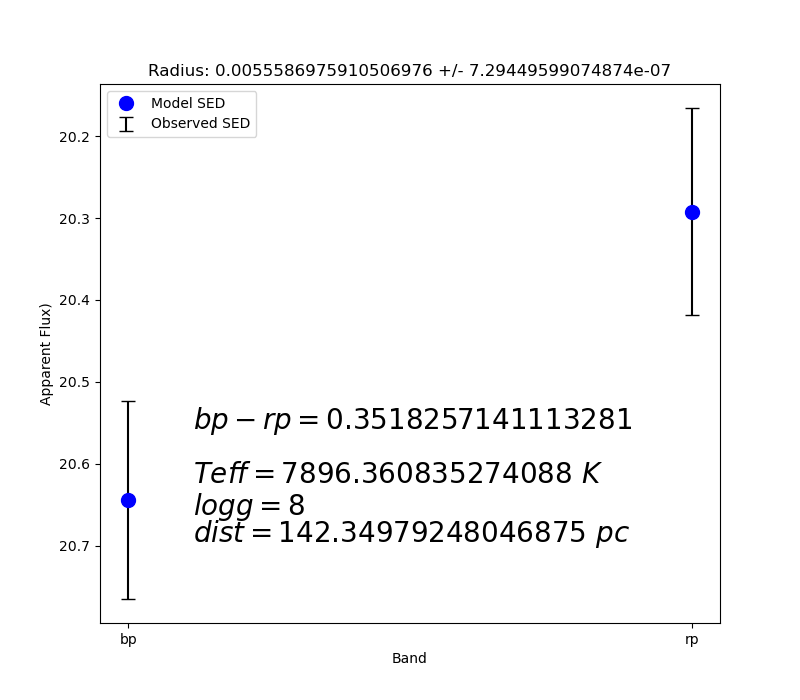 Radius: 0.0055586975910506976 +/- 7.29449599074874e-07
Model SED
Observed SED
20.2
20.3
20.4
20.5
20.6
20.7
Apparent Flux)
bp − rp = 0.3518257141113281
Teff = 7896.360835274088 K
logg = 8
dist = 142.34979248046875 pc
bp
rp
Band